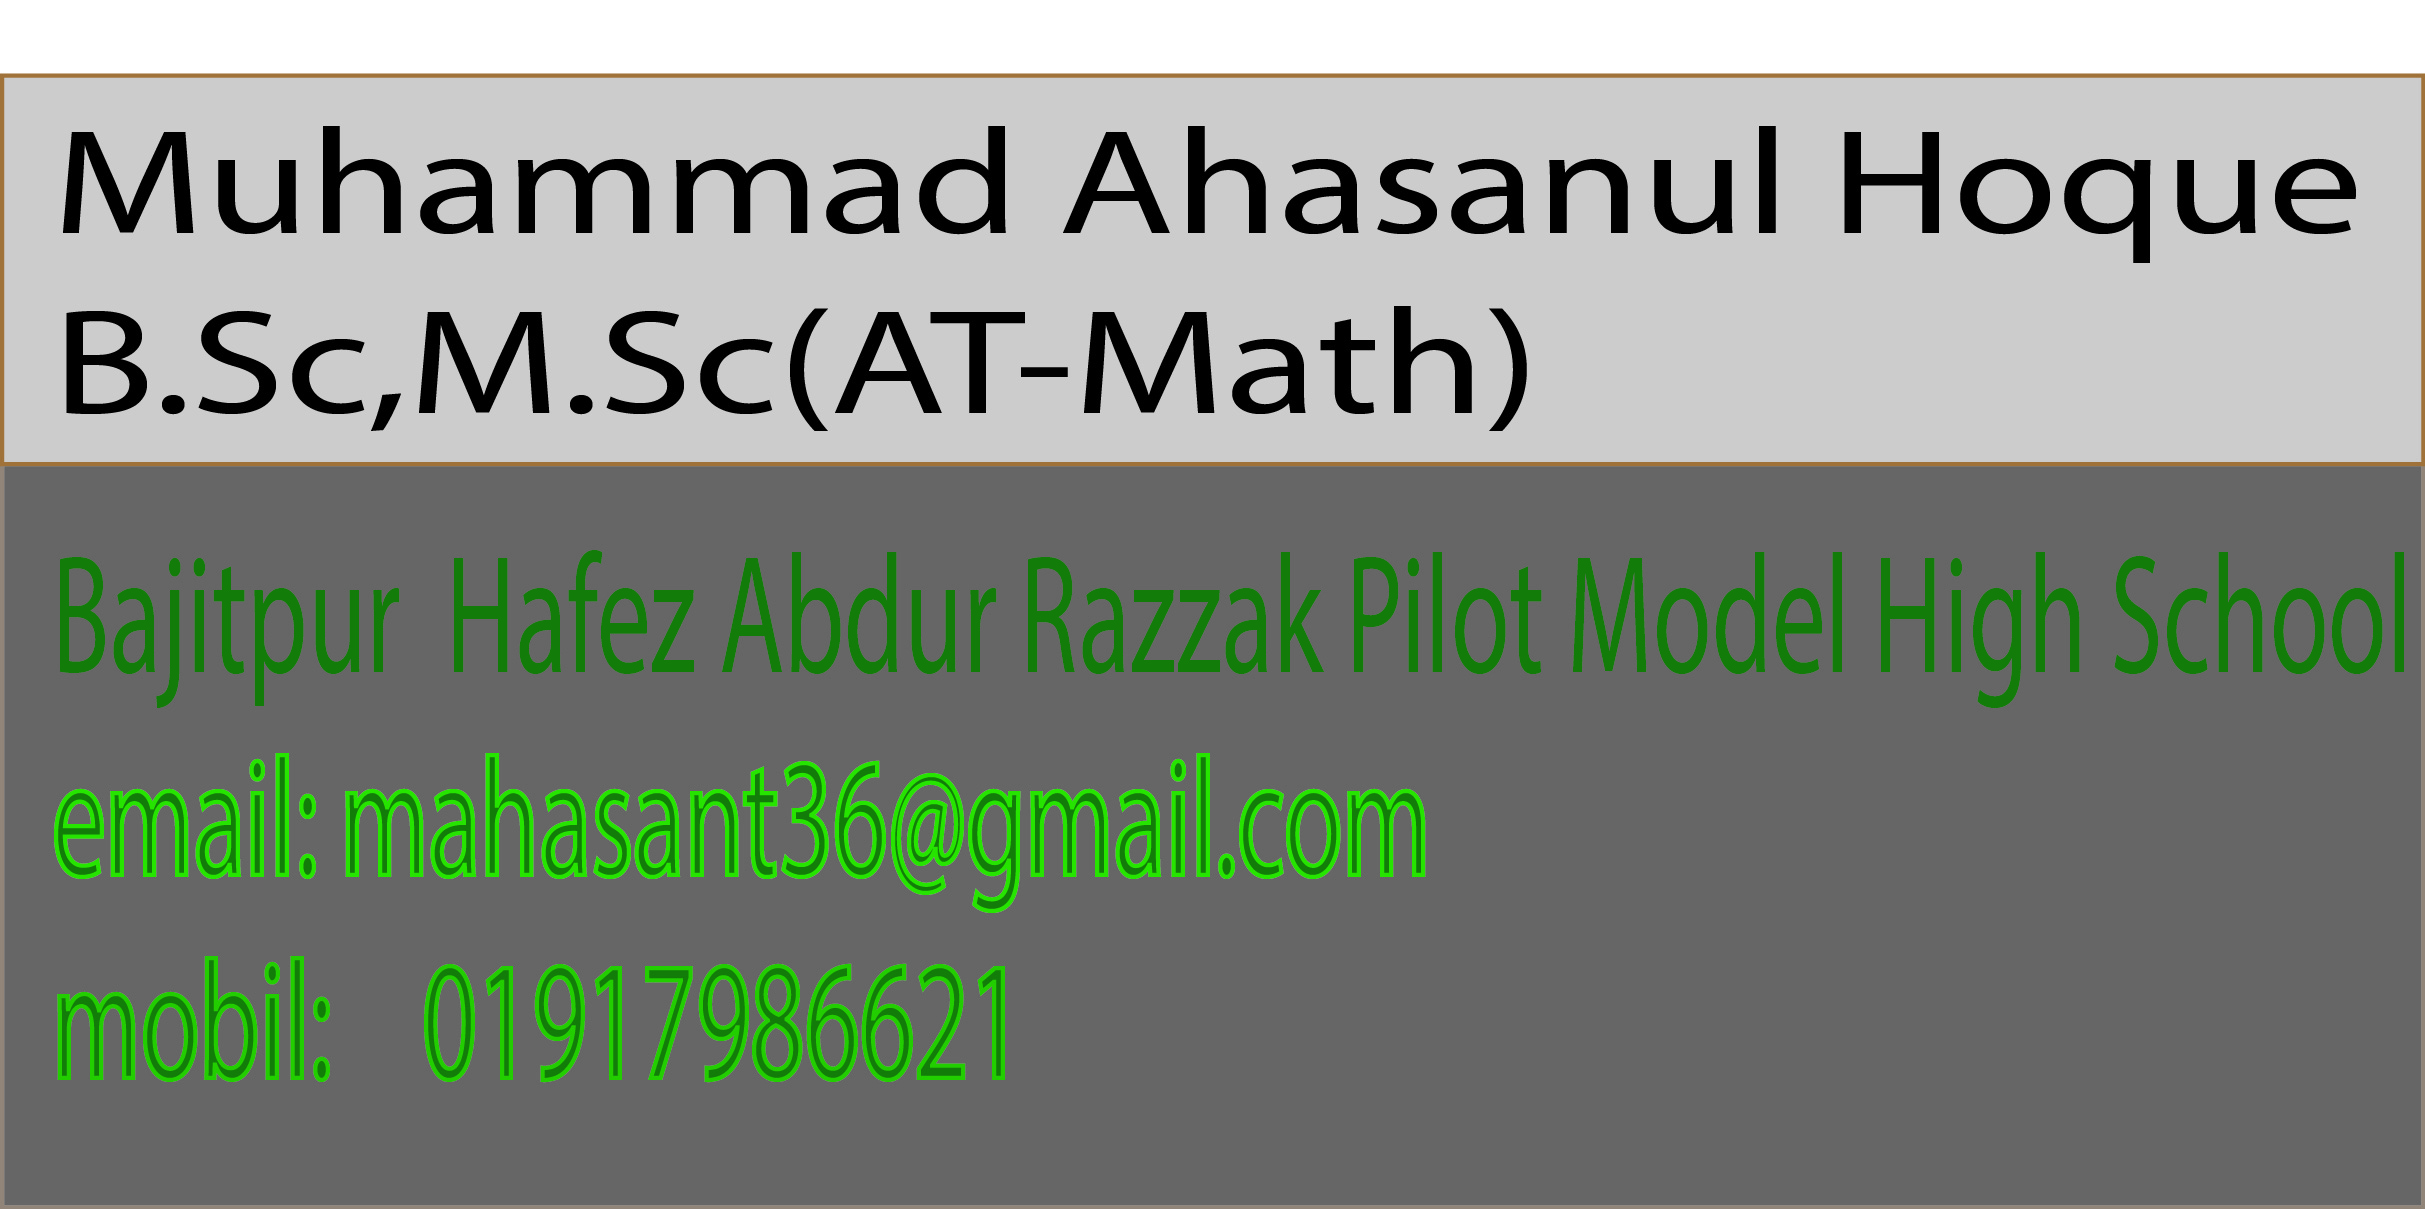 Muhammad Ahasanul Hoque
B.Sc,M.Sc(AT-Math)
Bajitpur Hafez Abdur Razzak Pilot Model High School
email: mahasant36@gmail.com
mobil: 01917986621